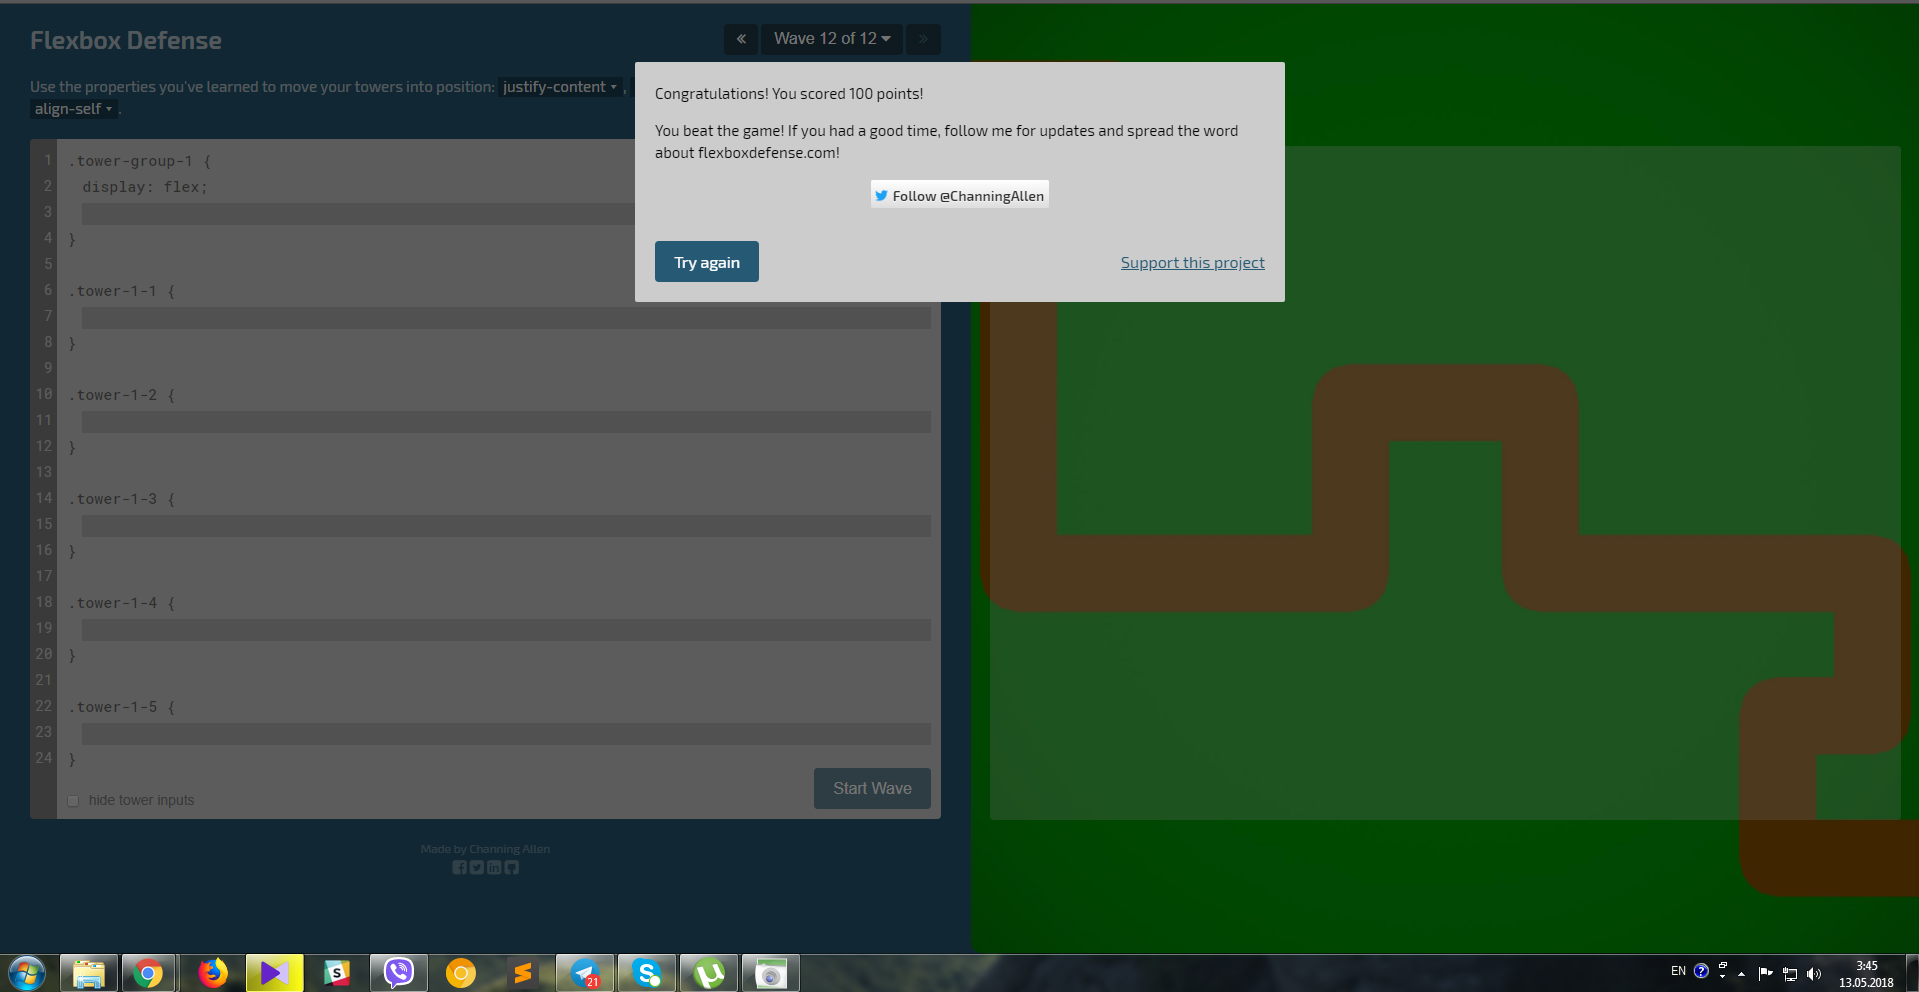 Flexbox Defense
«
Wave 12 of 12
»
Use the properties you've learned to move your towers into position: justify-content ,
align-self .
1 .tower-group-1 {
2 display: flex;
3
4 }
5
6 .tower-1-1 {
7
8 }
9
10 .tower-1-2 {
11
12 }
13
14 .tower-1-3 {
15
16 }
17
18 .tower-1-4 {
19
20 }
21
22 .tower-1-5 {
23
24 }
hide tower inputs
Start Wave
Made by Channing Allen
Congratulations! You scored 100 points!
You beat the game! If you had a good time, follow me for updates and spread the word
about flexboxdefense.com!
Follow @ChanningAllen
Try again
Support this project
S
21
S
EN
?
3:45
13.05.2018